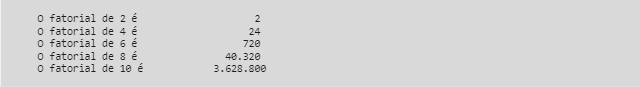 O fatorial de 2 é 2
O fatorial de 4 é 24
O fatorial de 6 é 720
O fatorial de 8 é 40.320
O fatorial de 10 é 3.628.800